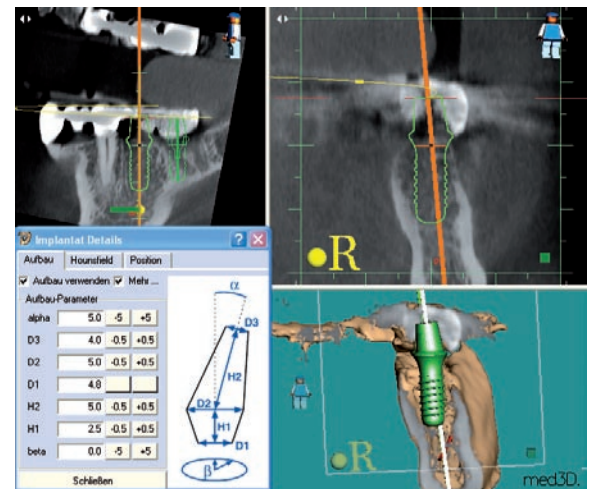 R
Implantat Details
Aufbau Hounsfield Position
Aufbau verwenden Mehr ...
Aufbau-Parameter
alpha 5.0 -5 +5
D3 4.0 -0.5 +0.5
D2 5.0 -0.5 +0.5
D1 4.8
H2 5.0 -0.5 +0.5
H1 2.5 -0.5 +0.5
beta 0.0 -5 +5
Schließen
α
D3
H2
D2
H1
D1
β
R
med3D.